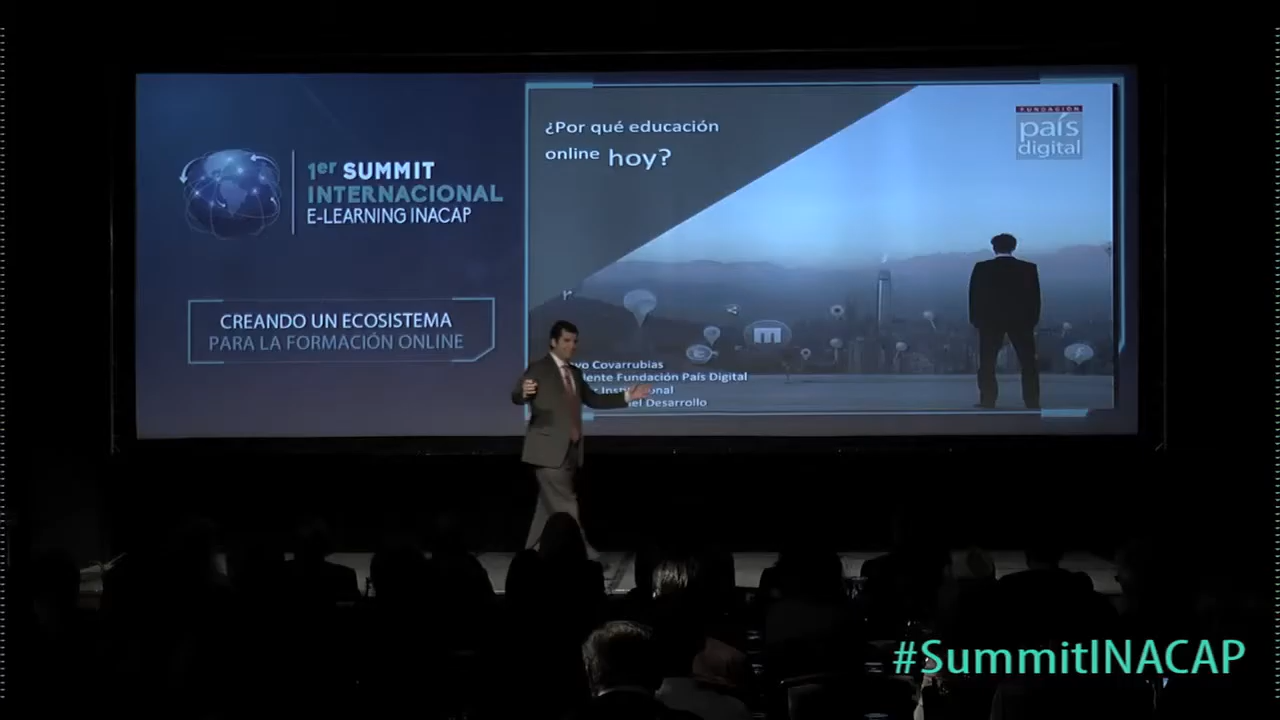 1er SUMMIT
INTERNACIONAL
E-LEARNING INACAP
CREANDO UN ECOSISTEMA
PARA LA FORMACIÓN ONLINE
¿Por qué educación
online hoy?
FUNDACIÓN
país
digital
Covarrubias
Fundación País Digital
Desarrollo
#SummitINACAP